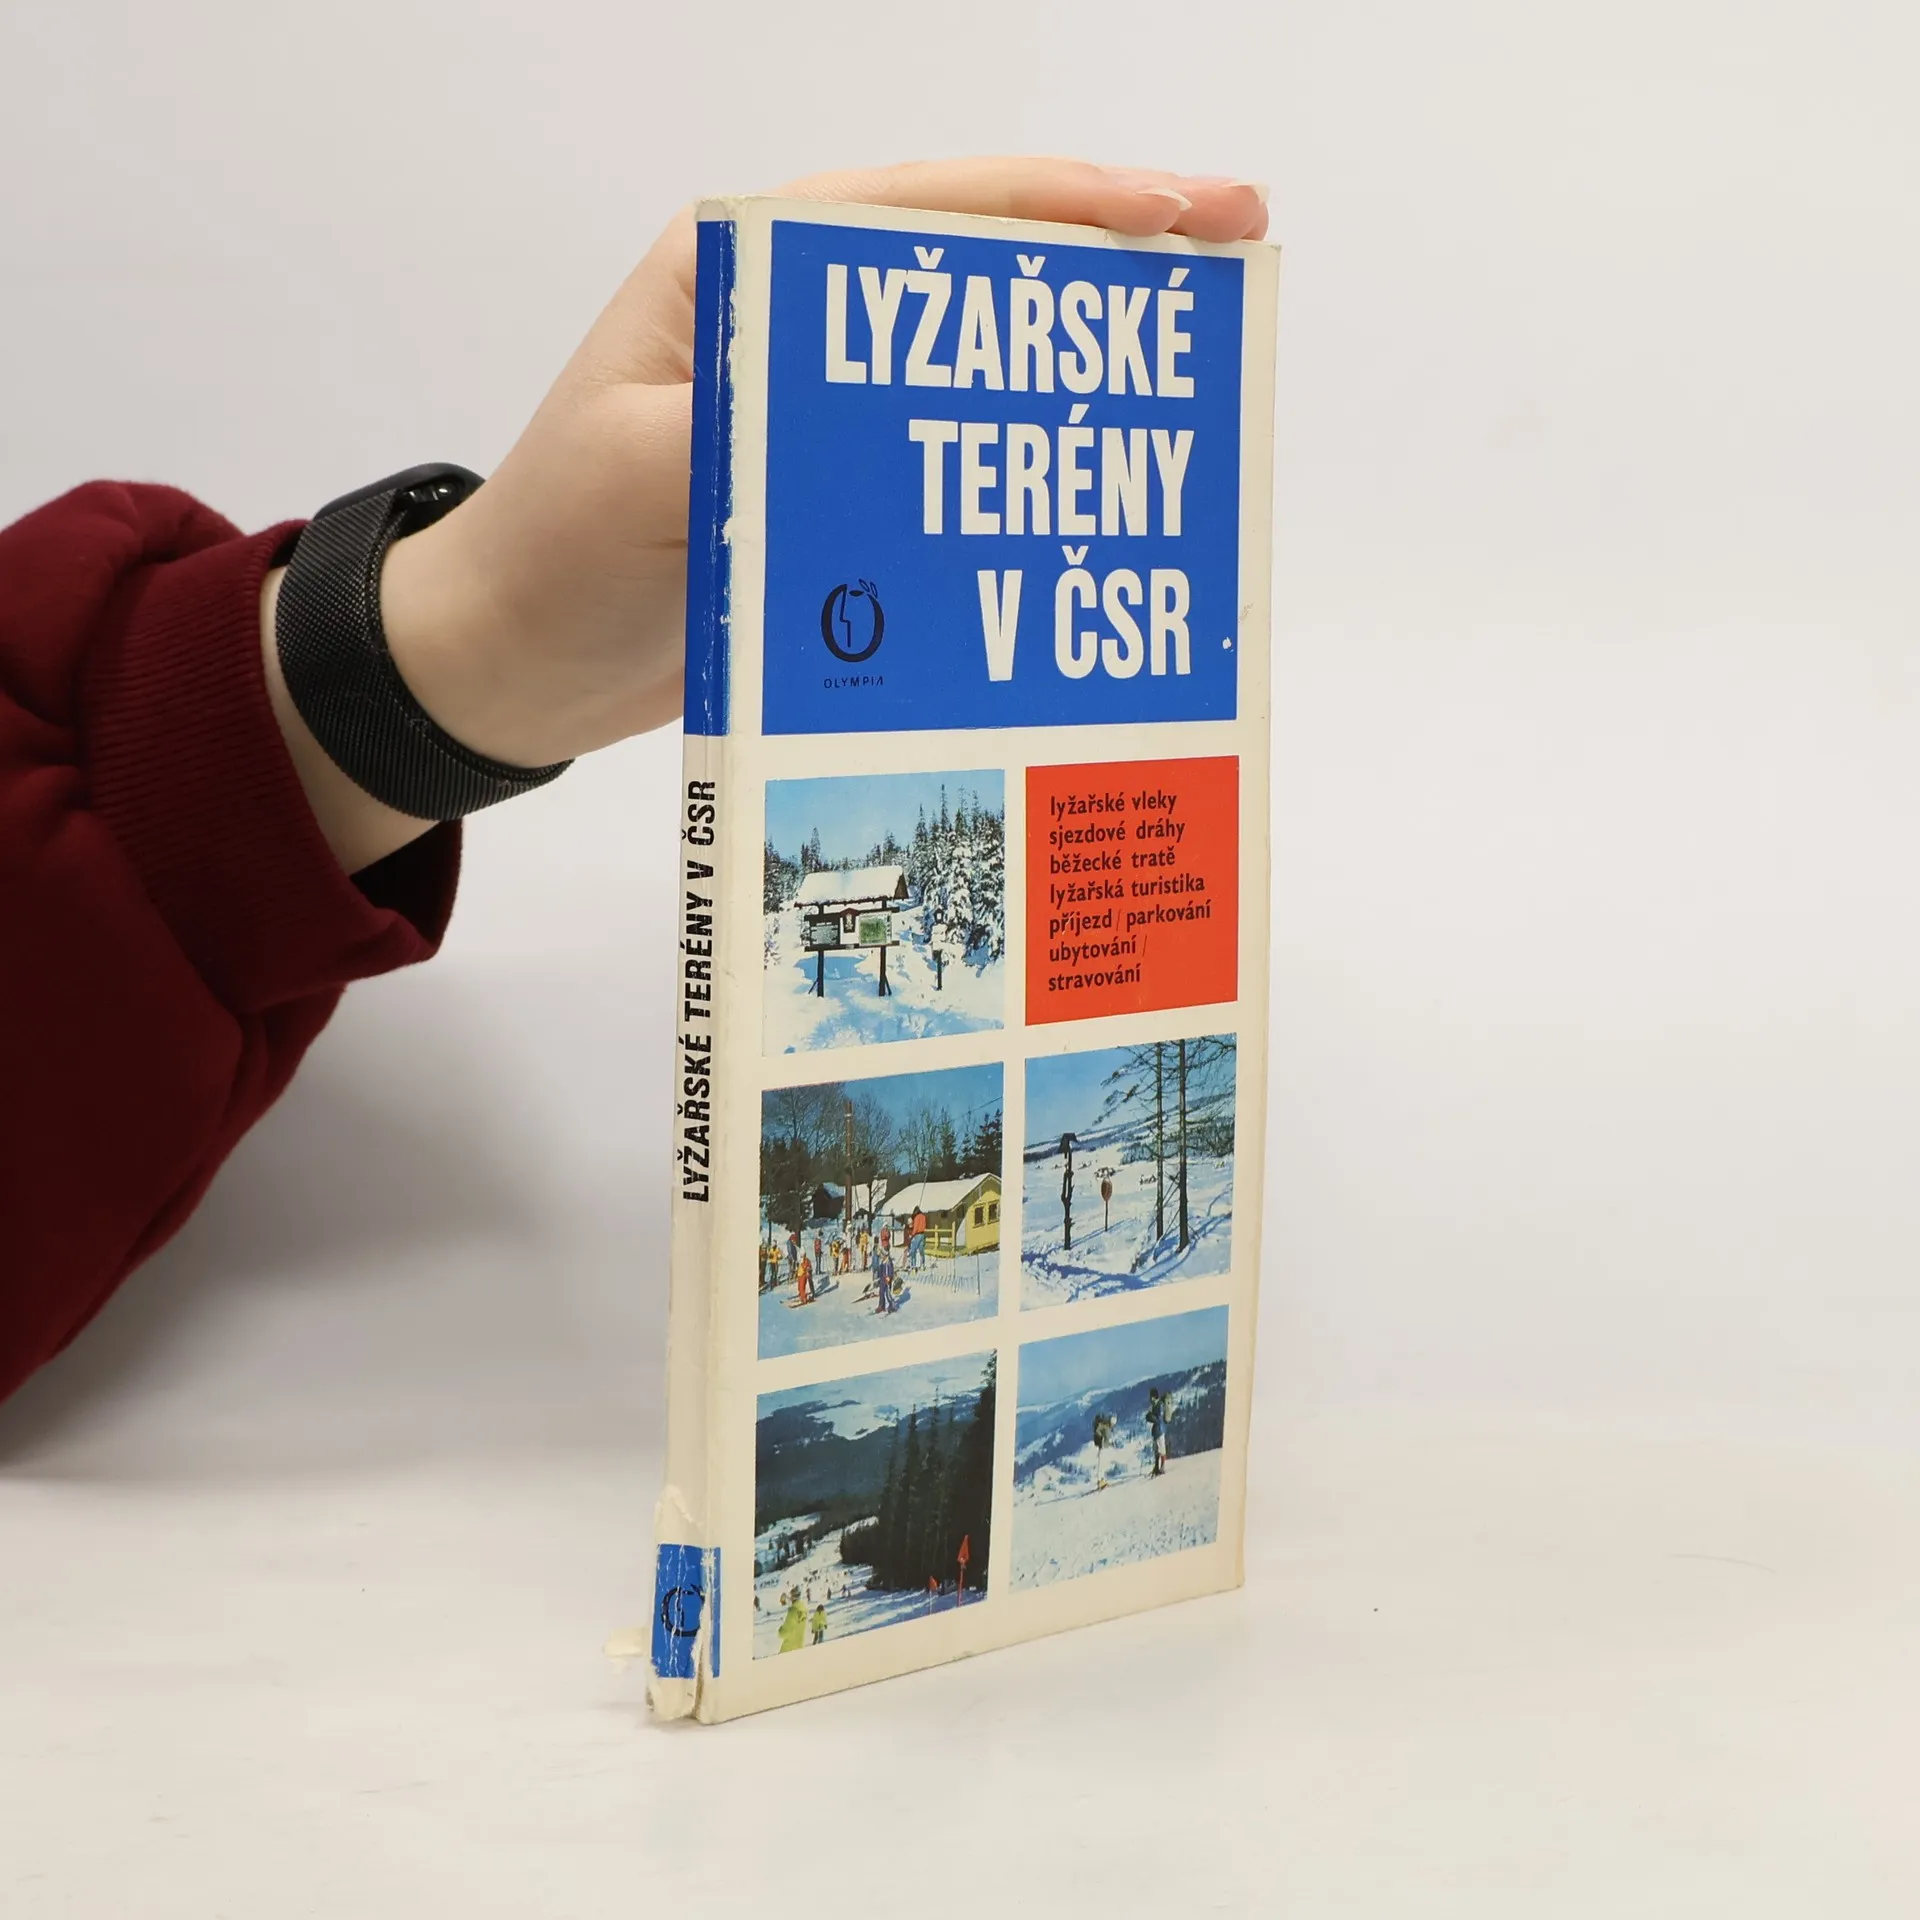 LYŽAŘSKÉ
TERÉNY
V ČSR
OLYMPIA
lyžařské vleky
sjezdové dráhy
běžecké tratě
lyžařská turistika
příjezd / parkování
ubytování /
stravování
LYŽAŘSKÉ TERÉNY V ČSR